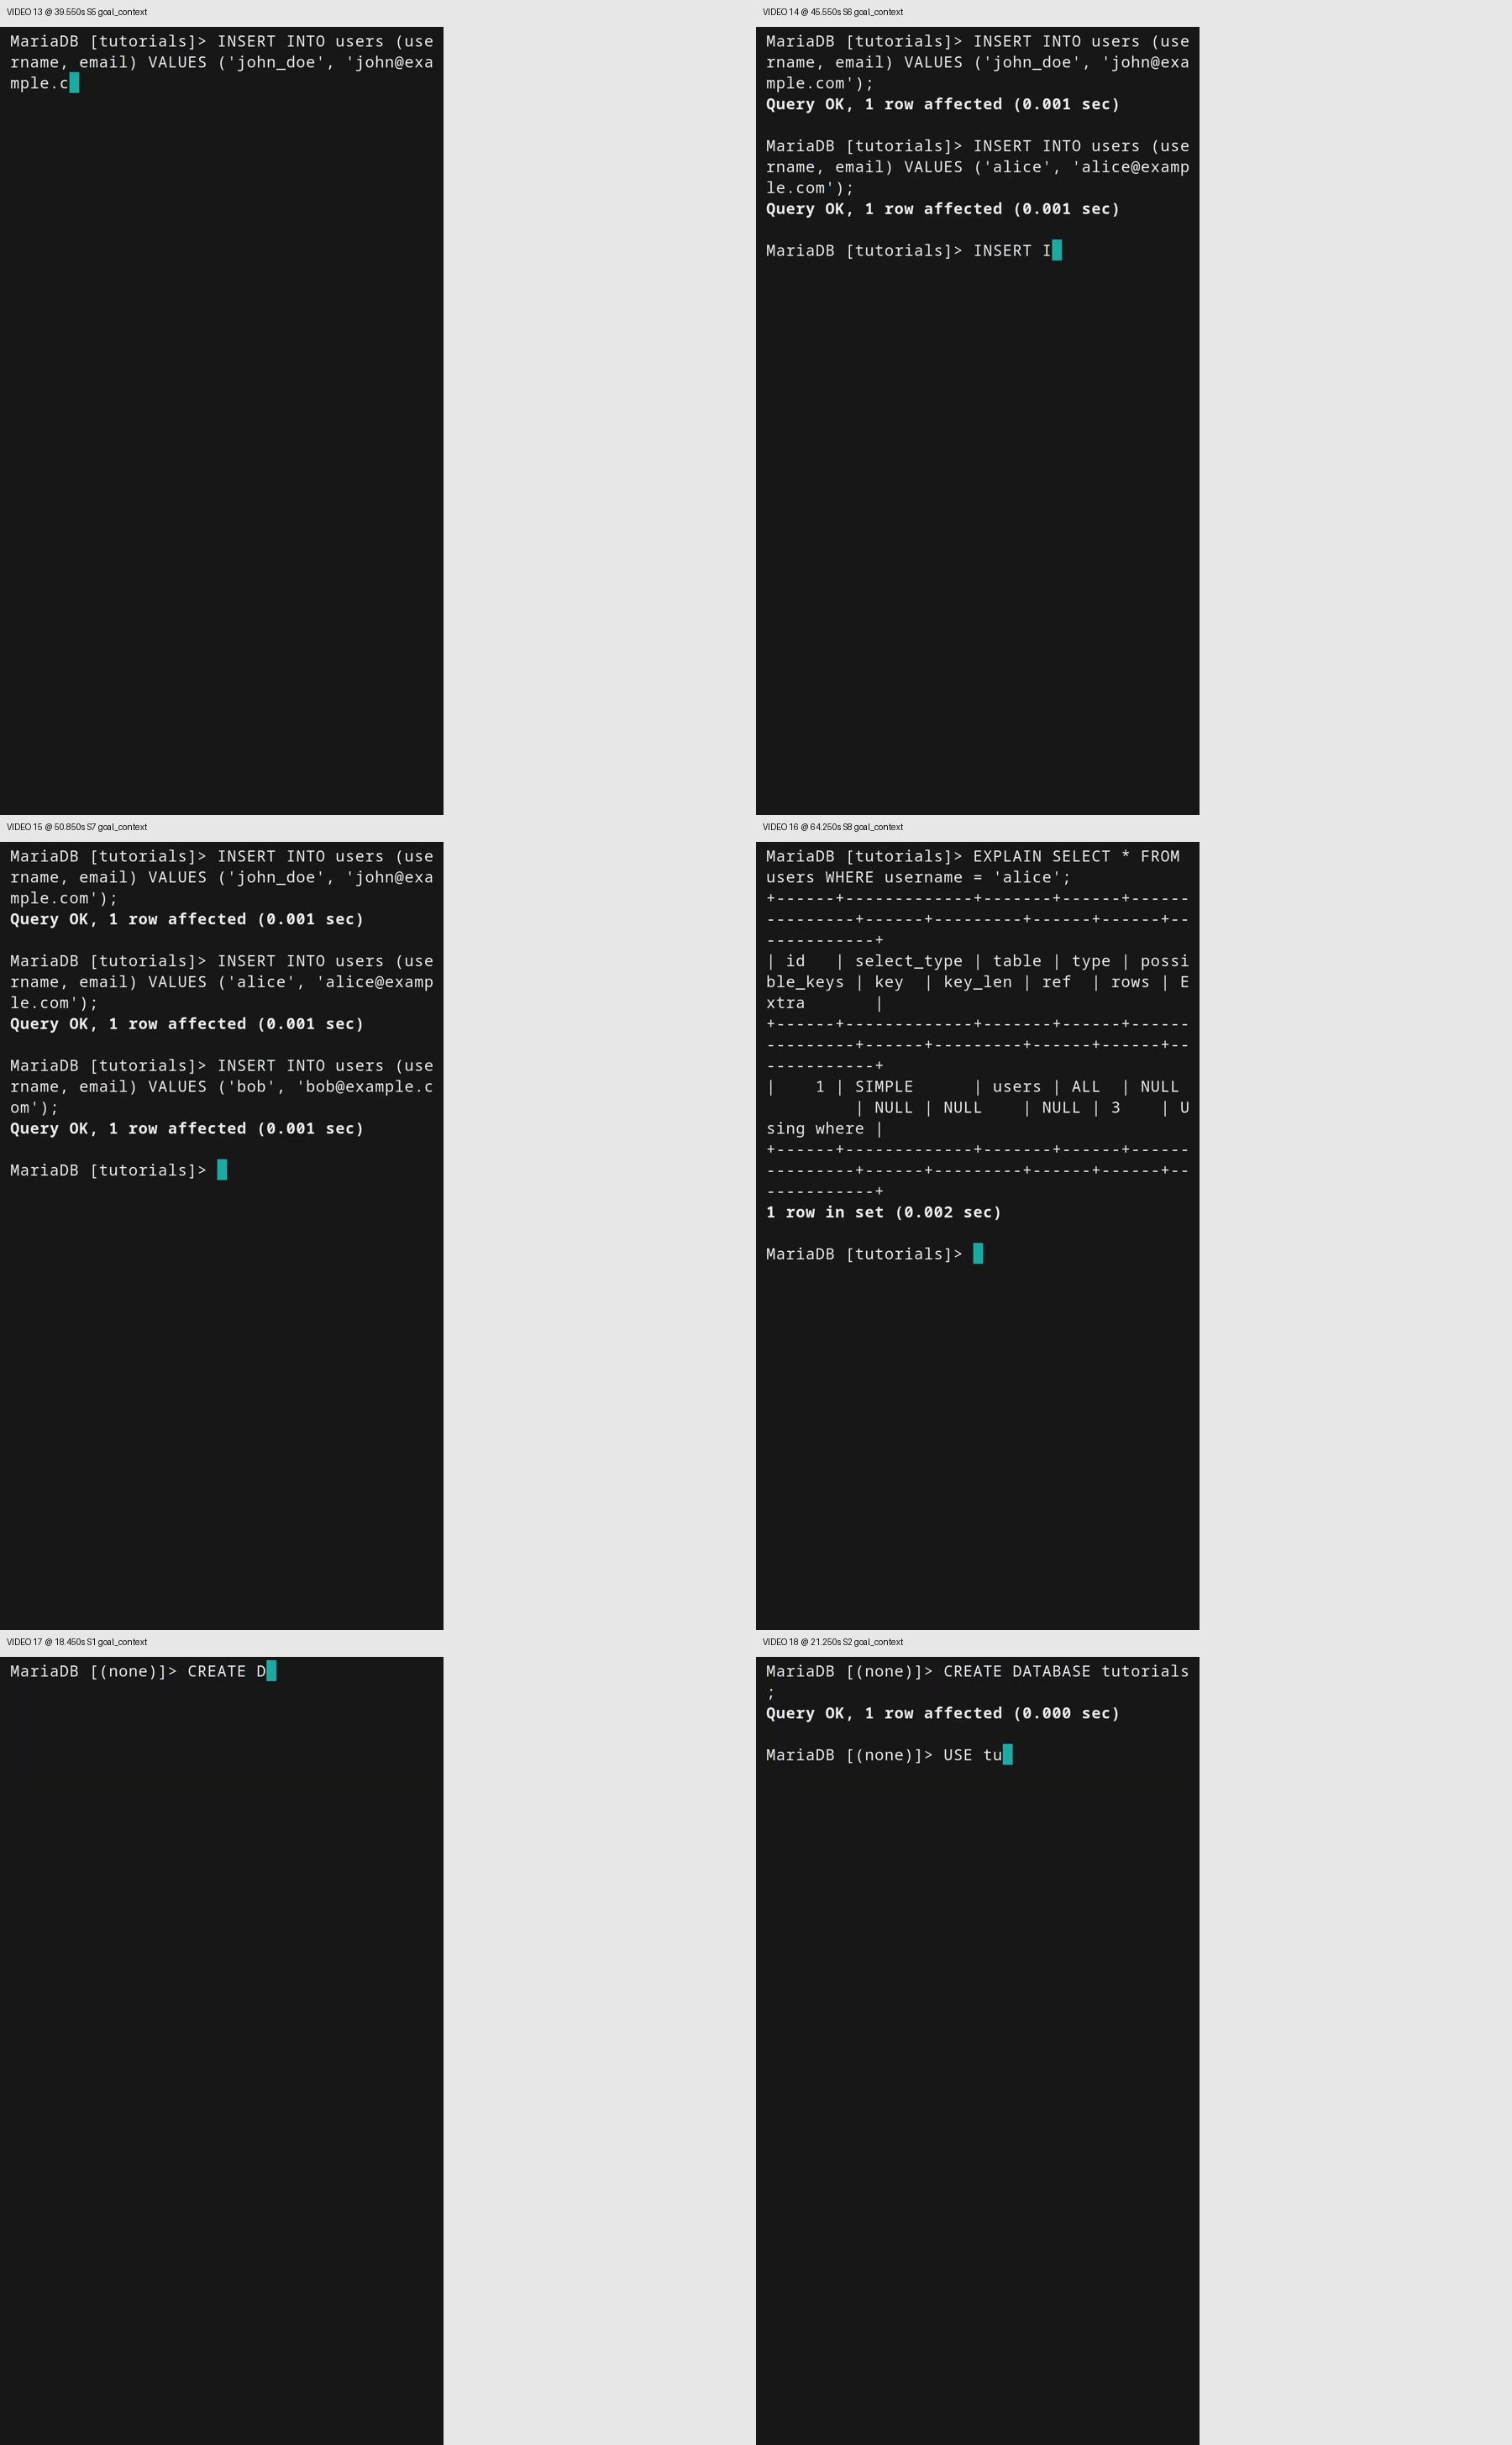 VIDEO 13 @ 39.550s S5 goal_context
MariaDB [tutorials]> INSERT INTO users (use
rname, email) VALUES ('john_doe', 'john@exa
mple.c
VIDEO 14 @ 45.550s S6 goal_context
MariaDB [tutorials]> INSERT INTO users (use
rname, email) VALUES ('john_doe', 'john@exa
mple.com');
Query OK, 1 row affected (0.001 sec)
MariaDB [tutorials]> INSERT INTO users (use
rname, email) VALUES ('alice', 'alice@examp
le.com');
Query OK, 1 row affected (0.001 sec)
MariaDB [tutorials]> INSERT I
VIDEO 15 @ 50.850s S7 goal_context
MariaDB [tutorials]> INSERT INTO users (use
rname, email) VALUES ('john_doe', 'john@exa
mple.com');
Query OK, 1 row affected (0.001 sec)
MariaDB [tutorials]> INSERT INTO users (use
rname, email) VALUES ('alice', 'alice@examp
le.com');
Query OK, 1 row affected (0.001 sec)
MariaDB [tutorials]> INSERT INTO users (use
rname, email) VALUES ('bob', 'bob@example.c
om');
Query OK, 1 row affected (0.001 sec)
MariaDB [tutorials]>
VIDEO 16 @ 64.250s S8 goal_context
MariaDB [tutorials]> EXPLAIN SELECT * FROM
users WHERE username = 'alice';
+------+-------------+-------+------+------
---------+------+---------+------+------+--
-----------+
| id   | select_type | table | type | possi
ble_keys | key  | key_len | ref  | rows | E
xtra       |
+------+-------------+-------+------+------
---------+------+---------+------+------+--
-----------+
|    1 | SIMPLE      | users | ALL  | NULL
         | NULL | NULL    | NULL | 3    | U
sing where |
+------+-------------+-------+------+------
---------+------+---------+------+------+--
-----------+
1 row in set (0.002 sec)
MariaDB [tutorials]>
VIDEO 17 @ 18.450s S1 goal_context
MariaDB [(none)]> CREATE D
VIDEO 18 @ 21.250s S2 goal_context
MariaDB [(none)]> CREATE DATABASE tutorials
;
Query OK, 1 row affected (0.000 sec)
MariaDB [(none)]> USE tu